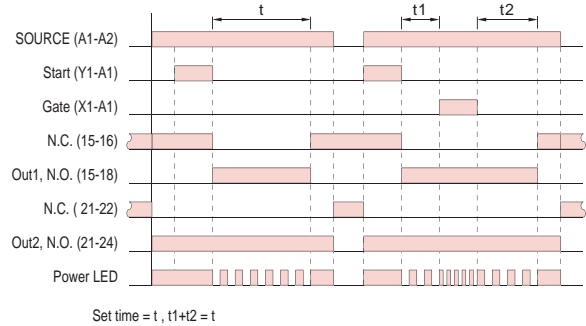 t t1 t2
SOURCE (A1-A2)
Start (Y1-A1)
Gate (X1-A1)
N.C. (15-16)
Out1, N.O. (15-18)
N.C. ( 21-22)
Out2, N.O. (21-24)
Power LED
Set time = t , t1+t2 = t